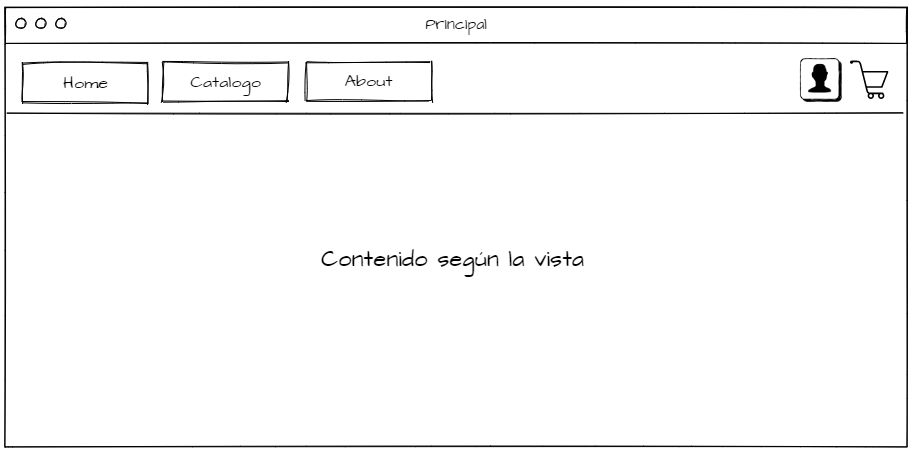 Principal
Home
Catalogo
About
Contenido según la vista